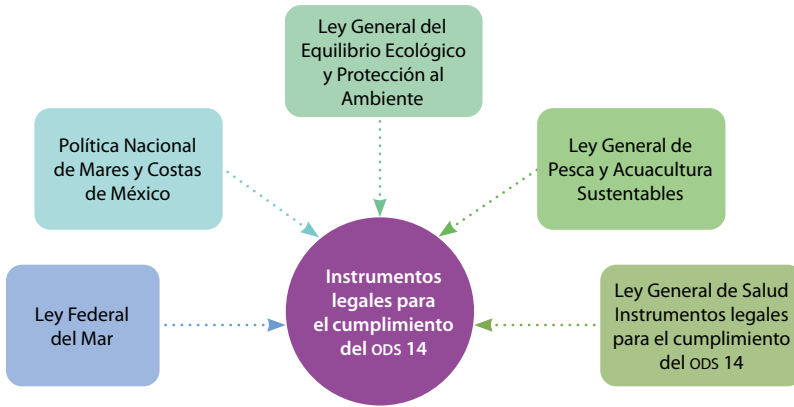 Ley General del
Equilibrio Ecológico
y Protección al
Ambiente
Política Nacional
de Mares y Costas
de México
Ley General de
Pesca y Acuacultura
Sustentables
Ley Federal
del Mar
Instrumentos
legales para
el cumplimiento
del ODS 14
Ley General de Salud
Instrumentos legales
para el cumplimiento
del ODS 14